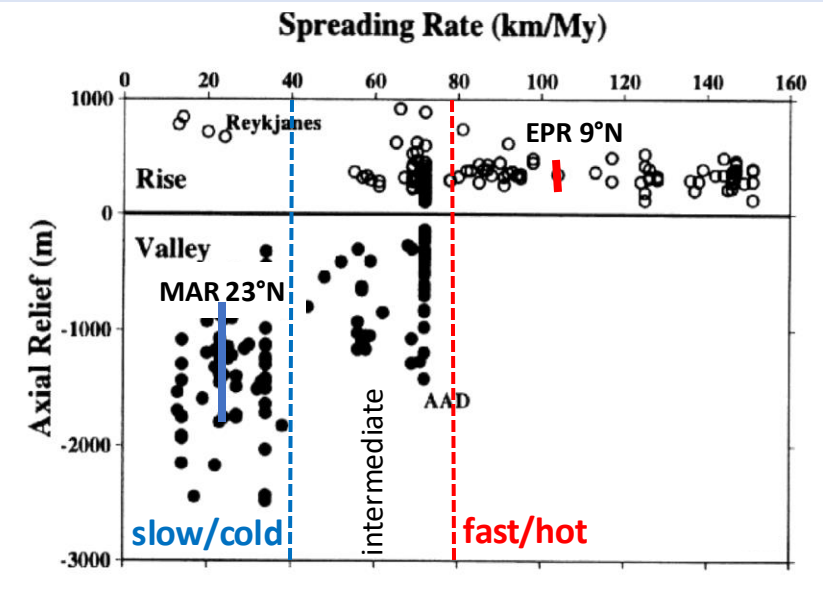 Spreading Rate (km/My)
0 20 40 60 80 100 120 140 160
1000
Reykjanes
EPR 9°N
Rise
0
Valley
MAR 23°N
Axial Relief (m)
-1000
AAD
intermediate
-2000
slow/cold
fast/hot
-3000